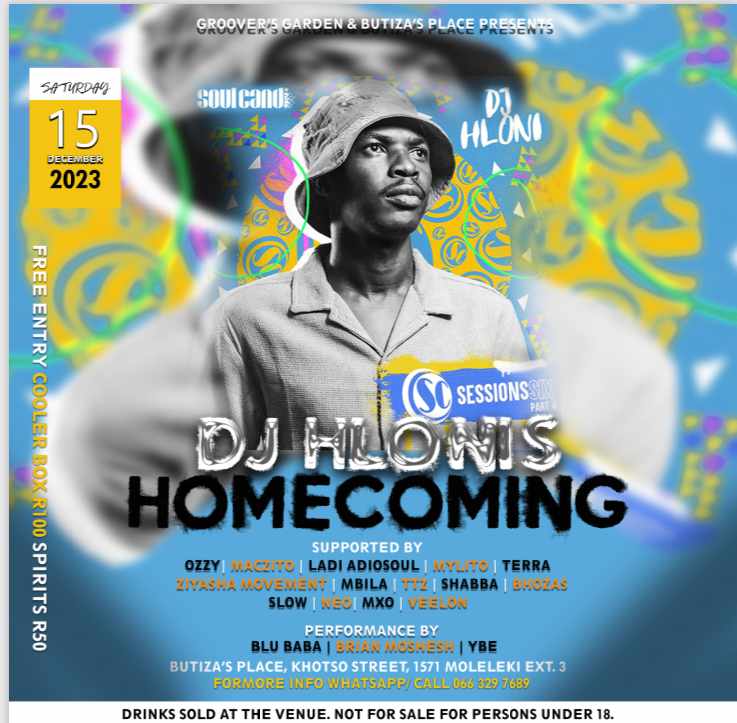 GROOVER'S GARDEN & BUTIZA'S PLACE PRESENTS
SATURDAY
15
DECEMBER
2023
soulcandi
DJ
HLONI
FREE ENTRY COOLER BOX R100 SPIRITS R50
SC SESSIONS
PART
DJ HLONI'S
HOMECOMING
SUPPORTED BY
OZZY | MACZITO | LADI ADIOSOUL | MYLITO | TERRA
ZIYASHA MOVEMENT | MBILA | TTZ | SHABBA | BHOZAS
SLOW | NEO | MXO | VEELON
PERFORMANCE BY
BLU BABA | BRIAN MOSHESH | YBE
BUTIZA'S PLACE, KHOTSO STREET, 1571 MOLELEKI EXT. 3
FORMORE INFO WHATSAPP/ CALL 066 329 7689
DRINKS SOLD AT THE VENUE. NOT FOR SALE FOR PERSONS UNDER 18.